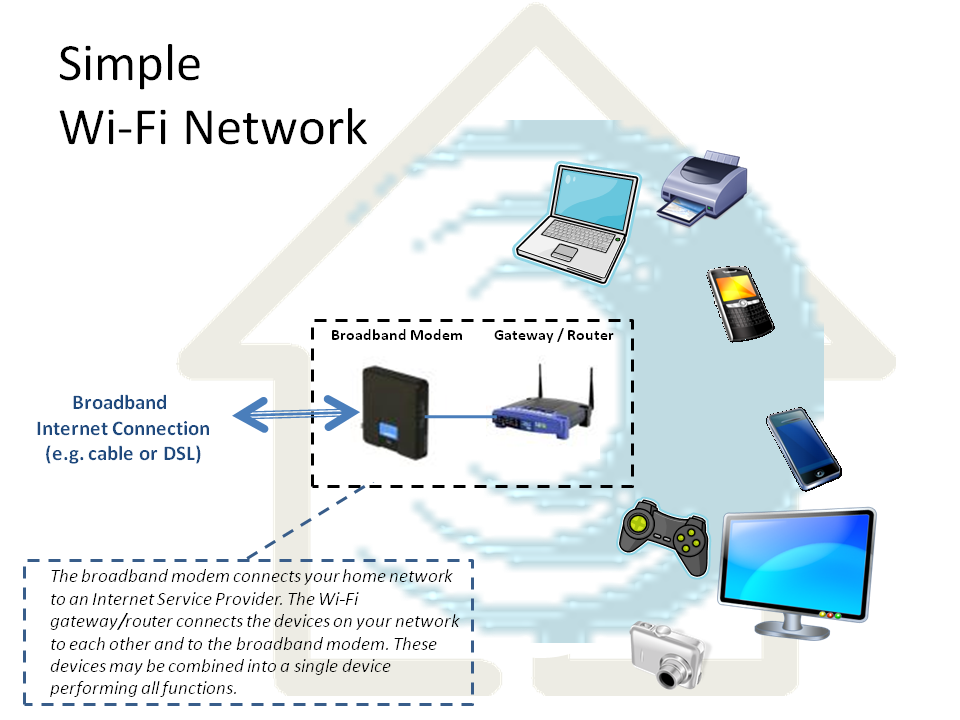 Simple
Wi-Fi Network
Broadband Modem
Gateway / Router
Broadband
Internet Connection
(e.g. cable or DSL)
The broadband modem connects your home network
to an Internet Service Provider. The Wi-Fi
gateway/router connects the devices on your network
to each other and to the broadband modem. These
devices may be combined into a single device
performing all functions.